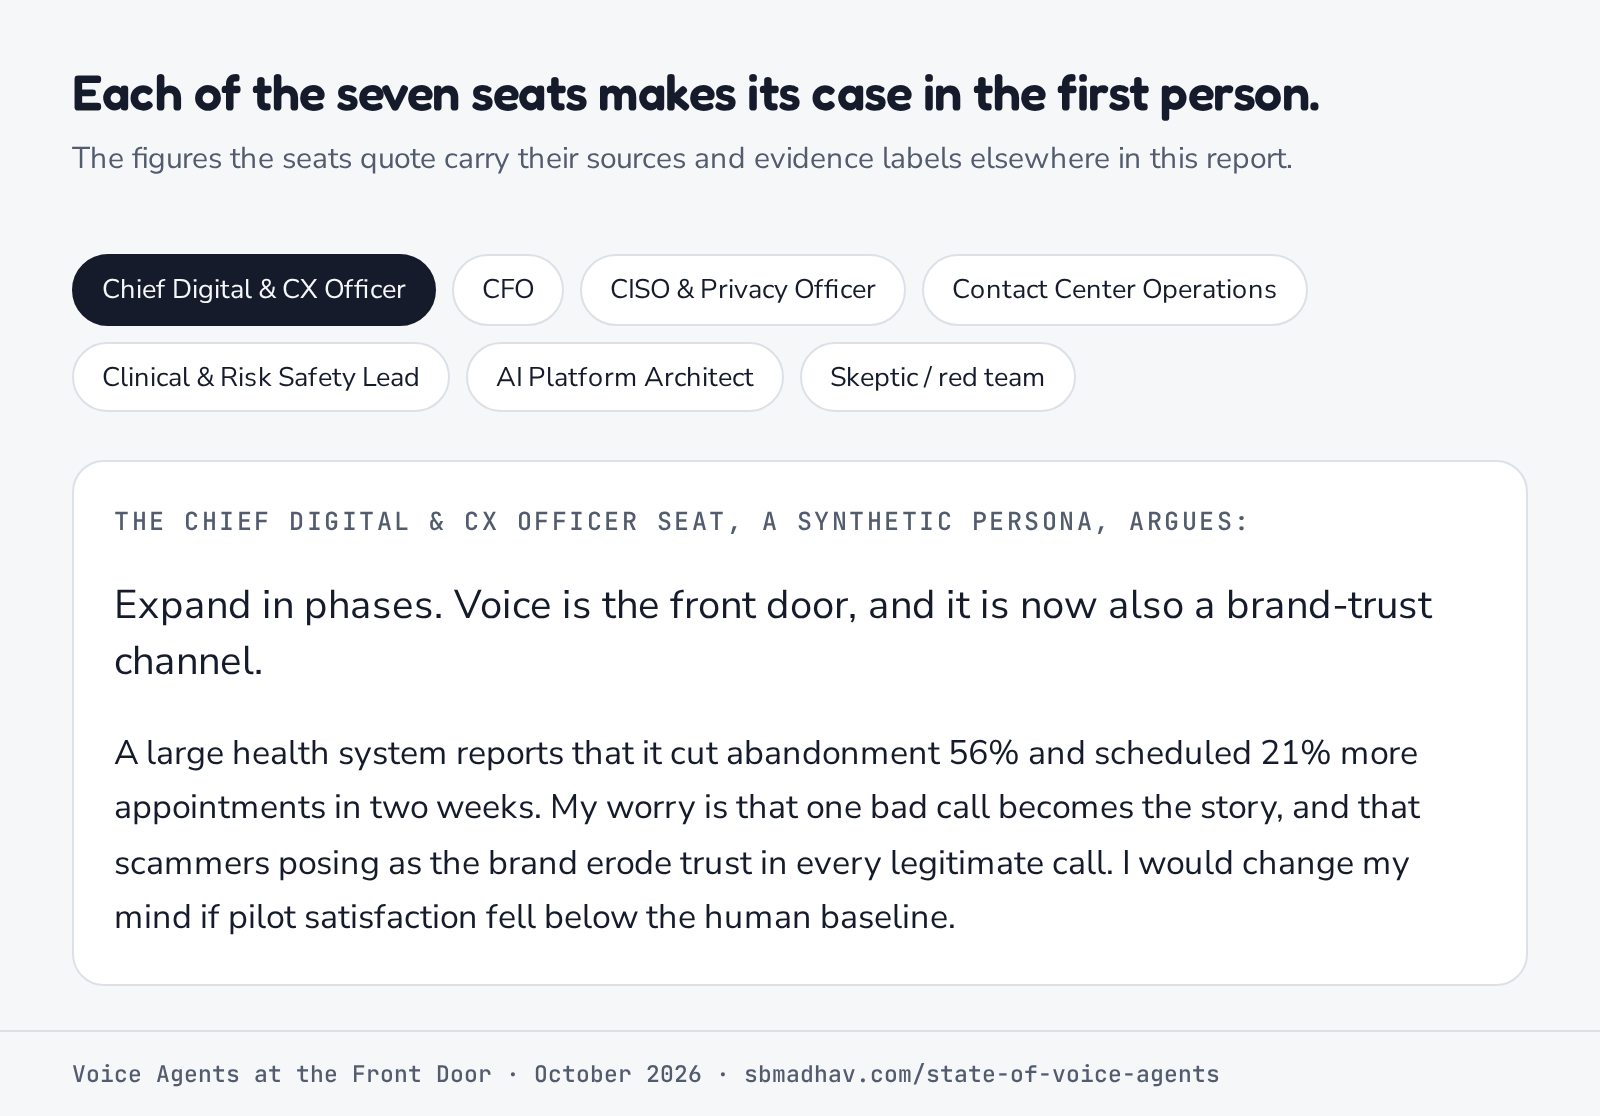 Each of the seven seats makes its case in the first person.
The figures the seats quote carry their sources and evidence labels elsewhere in this report.
Chief Digital & CX Officer
CFO
CISO & Privacy Officer
Contact Center Operations
Clinical & Risk Safety Lead
AI Platform Architect
Skeptic / red team
THE CHIEF DIGITAL & CX OFFICER SEAT, A SYNTHETIC PERSONA, ARGUES:
Expand in phases. Voice is the front door, and it is now also a brand-trust
channel.
A large health system reports that it cut abandonment 56% and scheduled 21% more
appointments in two weeks. My worry is that one bad call becomes the story, and that
scammers posing as the brand erode trust in every legitimate call. I would change my
mind if pilot satisfaction fell below the human baseline.
Voice Agents at the Front Door · October 2026 · sbmadhav.com/state-of-voice-agents